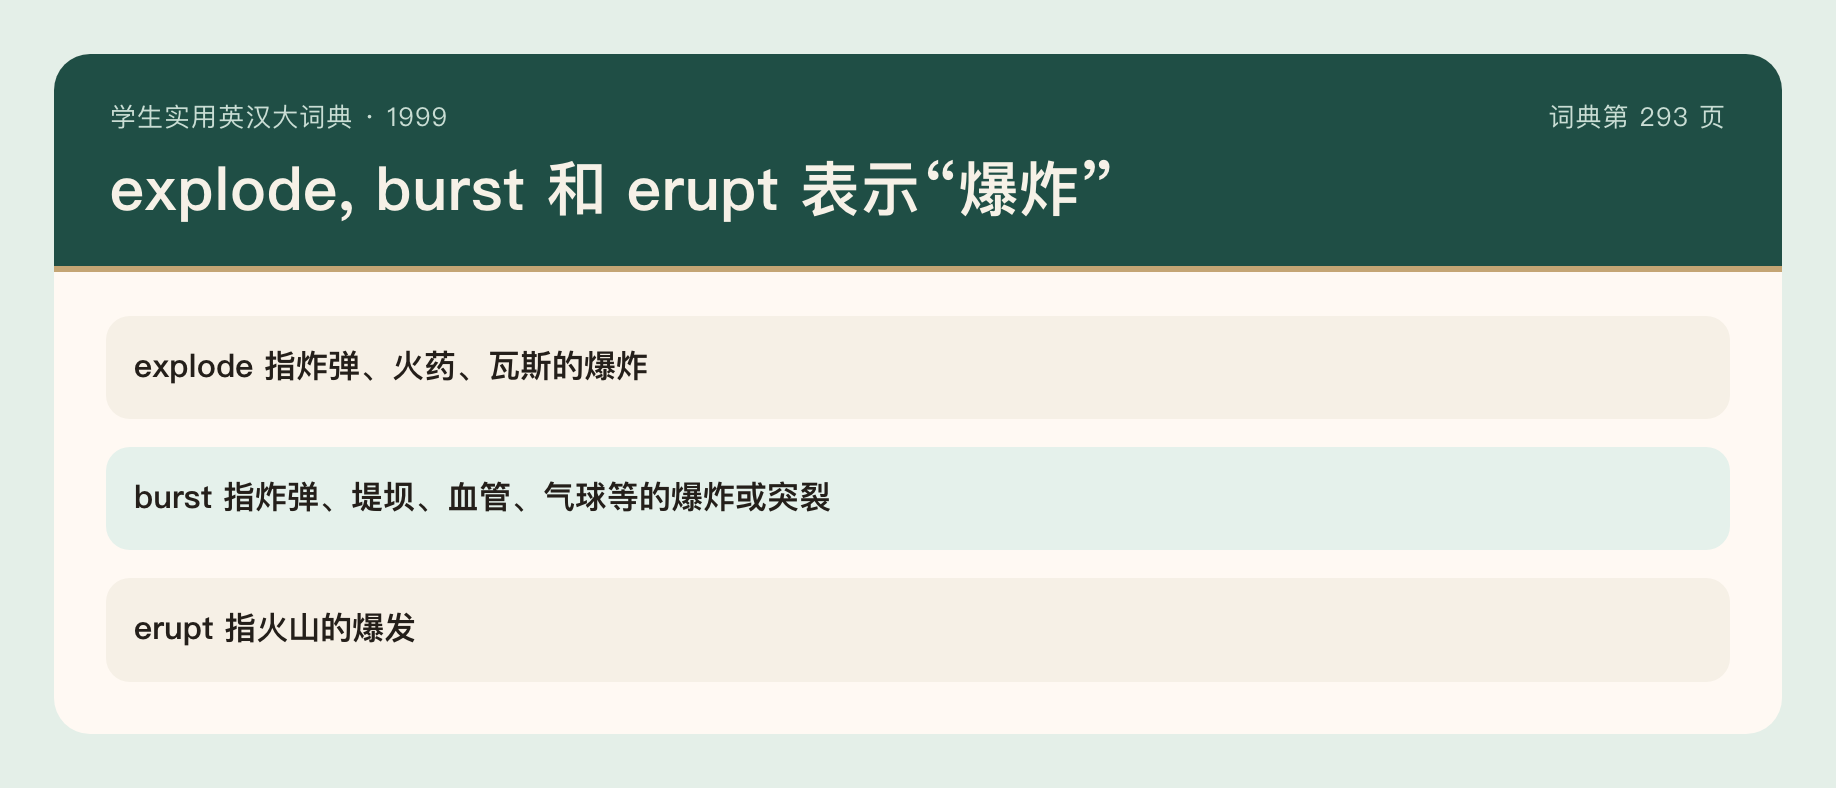 学生实用英汉大词典 · 1999
词典第 293 页
explode, burst 和 erupt 表示“爆炸”
explode 指炸弹、火药、瓦斯的爆炸
burst 指炸弹、堤坝、血管、气球等的爆炸或突裂
erupt 指火山的爆发